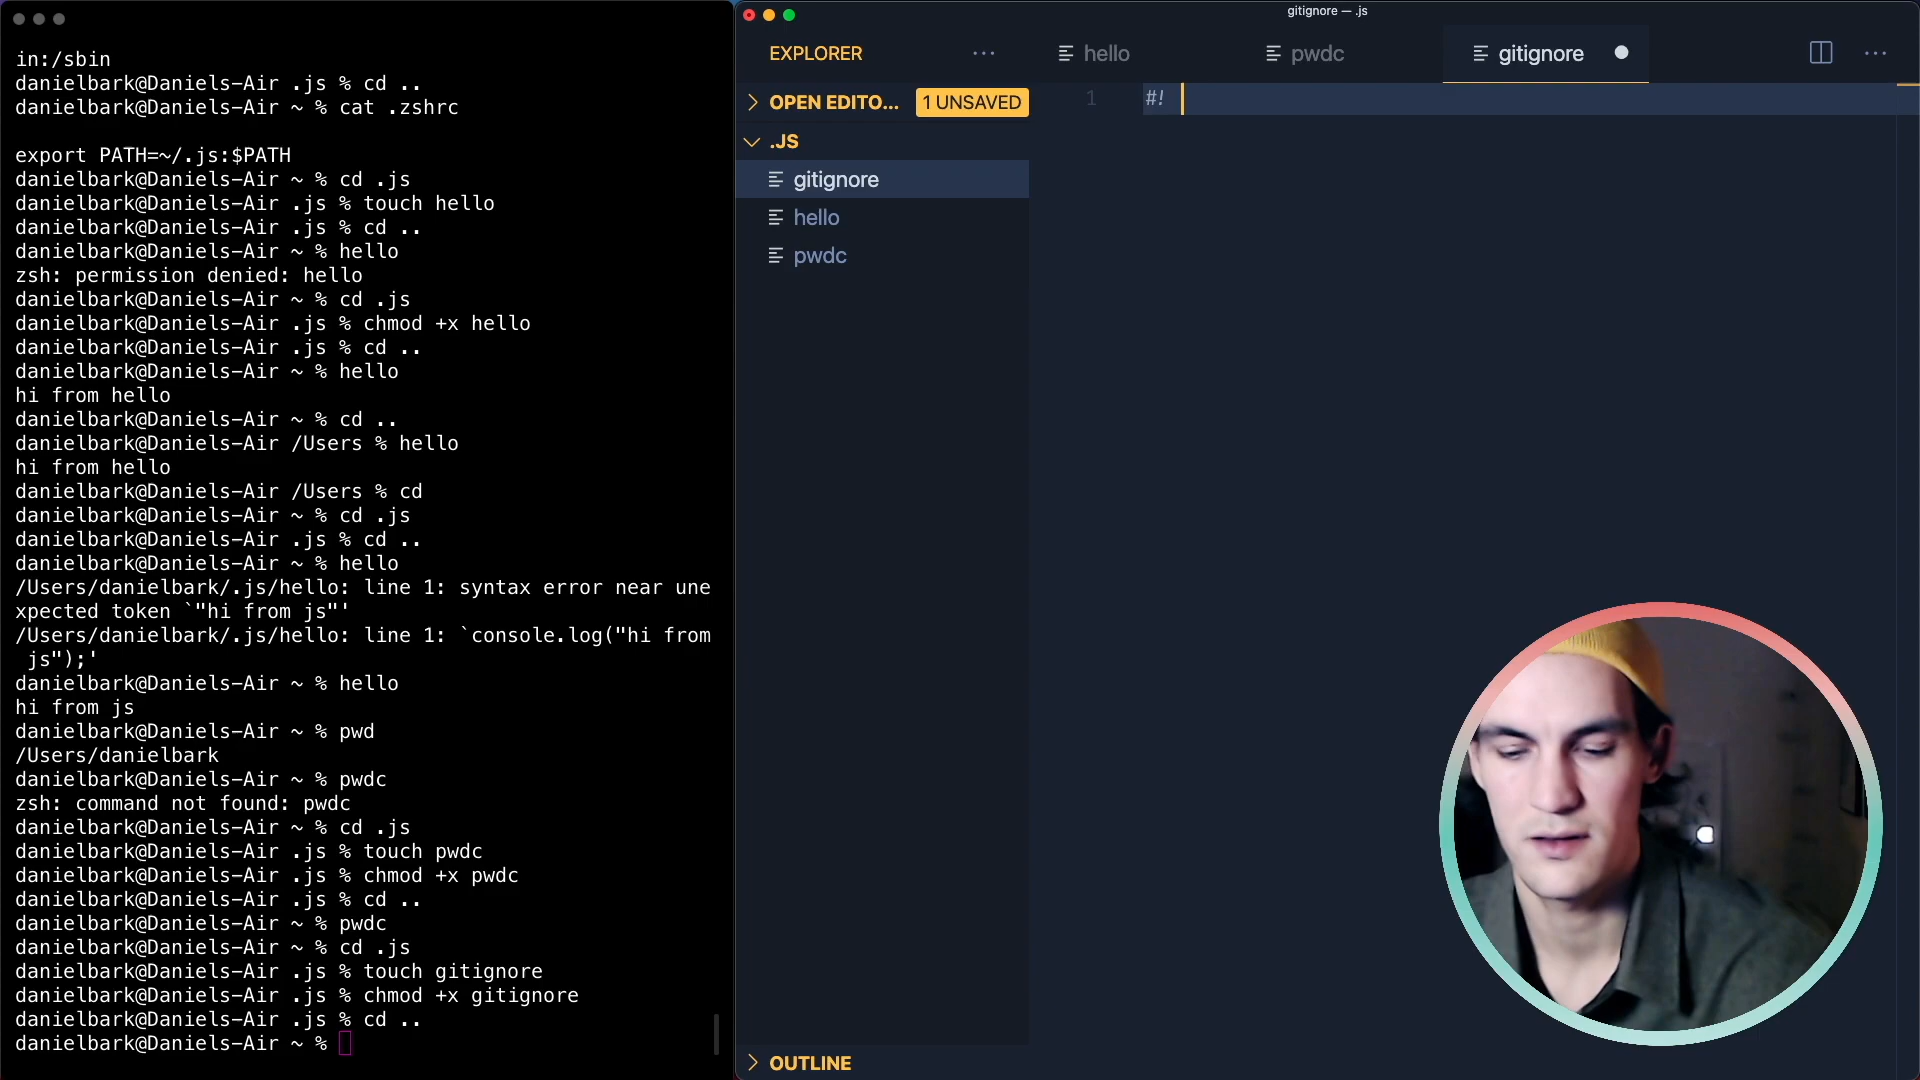 in:/sbin
danielbark@Daniels-Air .js % cd ..
danielbark@Daniels-Air ~ % cat .zshrc
export PATH=~/.js:$PATH
danielbark@Daniels-Air ~ % cd .js
danielbark@Daniels-Air .js % touch hello
danielbark@Daniels-Air .js % cd ..
danielbark@Daniels-Air ~ % hello
zsh: permission denied: hello
danielbark@Daniels-Air ~ % cd .js
danielbark@Daniels-Air .js % chmod +x hello
danielbark@Daniels-Air .js % cd ..
danielbark@Daniels-Air ~ % hello
hi from hello
danielbark@Daniels-Air ~ % cd ..
danielbark@Daniels-Air /Users % hello
hi from hello
danielbark@Daniels-Air /Users % cd
danielbark@Daniels-Air ~ % cd .js
danielbark@Daniels-Air .js % cd ..
danielbark@Daniels-Air ~ % hello
/Users/danielbark/.js/hello: line 1: syntax error near une
xpected token `"hi from js"'
/Users/danielbark/.js/hello: line 1: `console.log("hi from
 js");'
danielbark@Daniels-Air ~ % hello
hi from js
danielbark@Daniels-Air ~ % pwd
/Users/danielbark
danielbark@Daniels-Air ~ % pwdc
zsh: command not found: pwdc
danielbark@Daniels-Air ~ % cd .js
danielbark@Daniels-Air .js % touch pwdc
danielbark@Daniels-Air .js % chmod +x pwdc
danielbark@Daniels-Air .js % cd ..
danielbark@Daniels-Air ~ % pwdc
danielbark@Daniels-Air ~ % cd .js
danielbark@Daniels-Air .js % touch gitignore
danielbark@Daniels-Air .js % chmod +x gitignore
danielbark@Daniels-Air .js % cd ..
danielbark@Daniels-Air ~ %
gitignore — .js
EXPLORER
hello
pwdc
gitignore
OPEN EDITO... 1 UNSAVED
.JS
gitignore
hello
pwdc
OUTLINE
1 #!